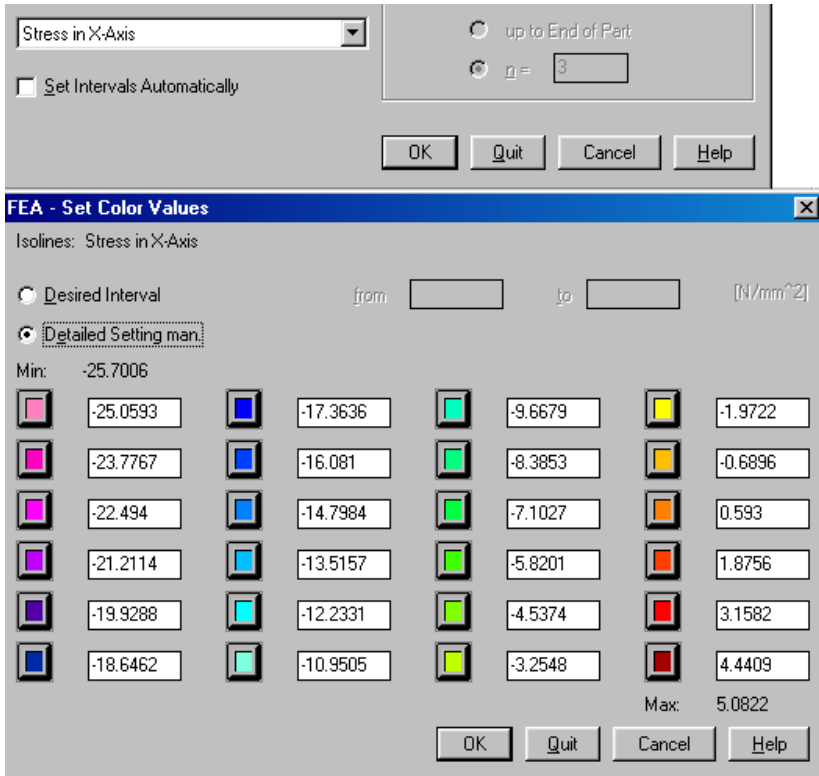 up to End of Part
Stress in X-Axis
n = 3
Set Intervals Automatically
OK Quit Cancel Help
FEA - Set Color Values
Isolines: Stress in X-Axis
Desired Interval from to [N/mm^2]
Detailed Setting man.
Min: -25.7006
-25.0593 -17.3636 -9.6679 -1.9722
-23.7767 -16.081 -8.3853 -0.6896
-22.494 -14.7984 -7.1027 0.593
-21.2114 -13.5157 -5.8201 1.8756
-19.9288 -12.2331 -4.5374 3.1582
-18.6462 -10.9505 -3.2548 4.4409
Max: 5.0822
OK Quit Cancel Help